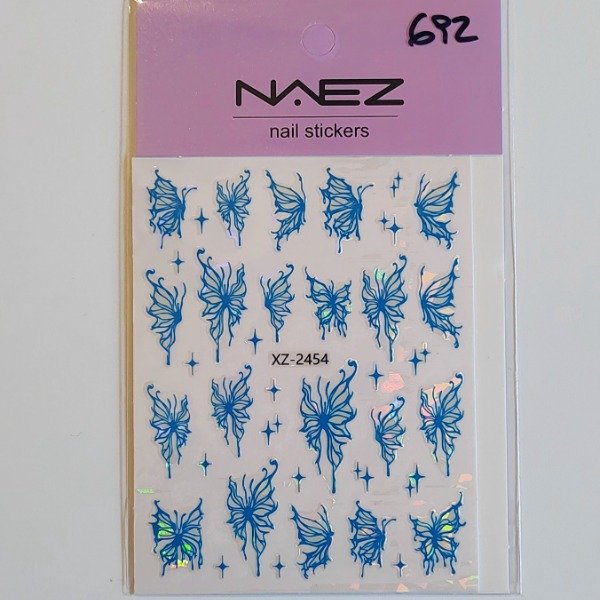 692
NAEZ
nail stickers
XZ-2454